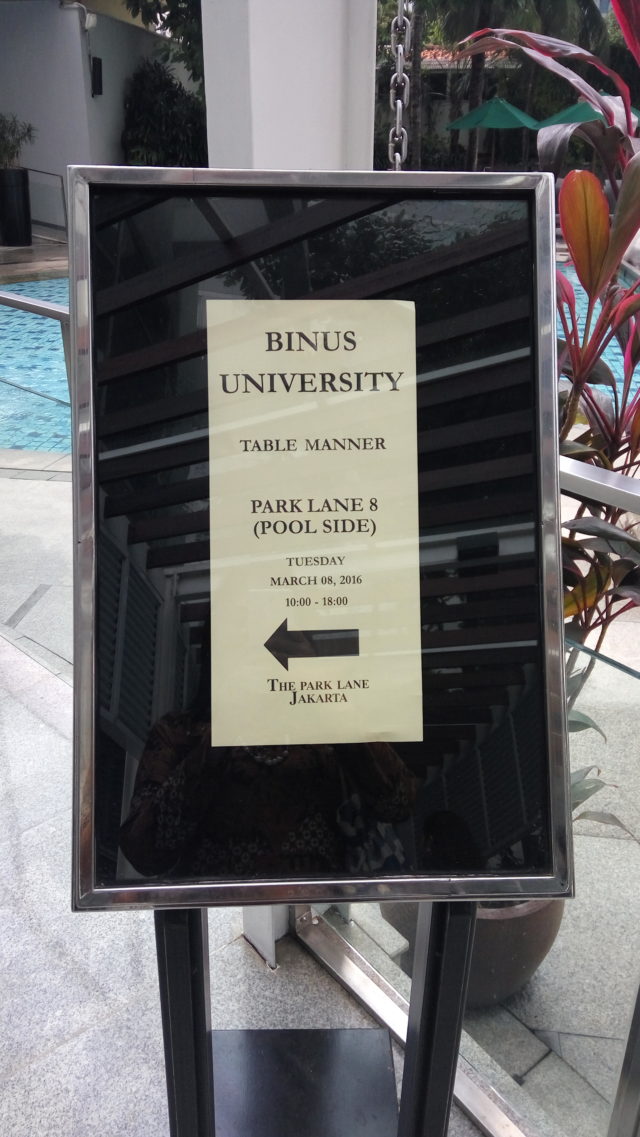 BINUS
UNIVERSITY
TABLE MANNER
PARK LANE 8
(POOL SIDE)
TUESDAY
MARCH 08, 2016
10:00 - 18:00
THE PARK LANE
JAKARTA